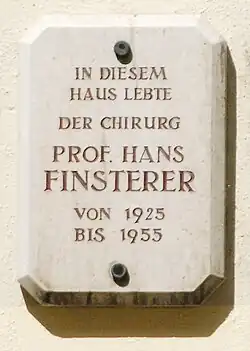 IN DIESEM
HAUS LEBTE
DER CHIRURG
PROF. HANS
FINSTERER
VON 1925
BIS 1955